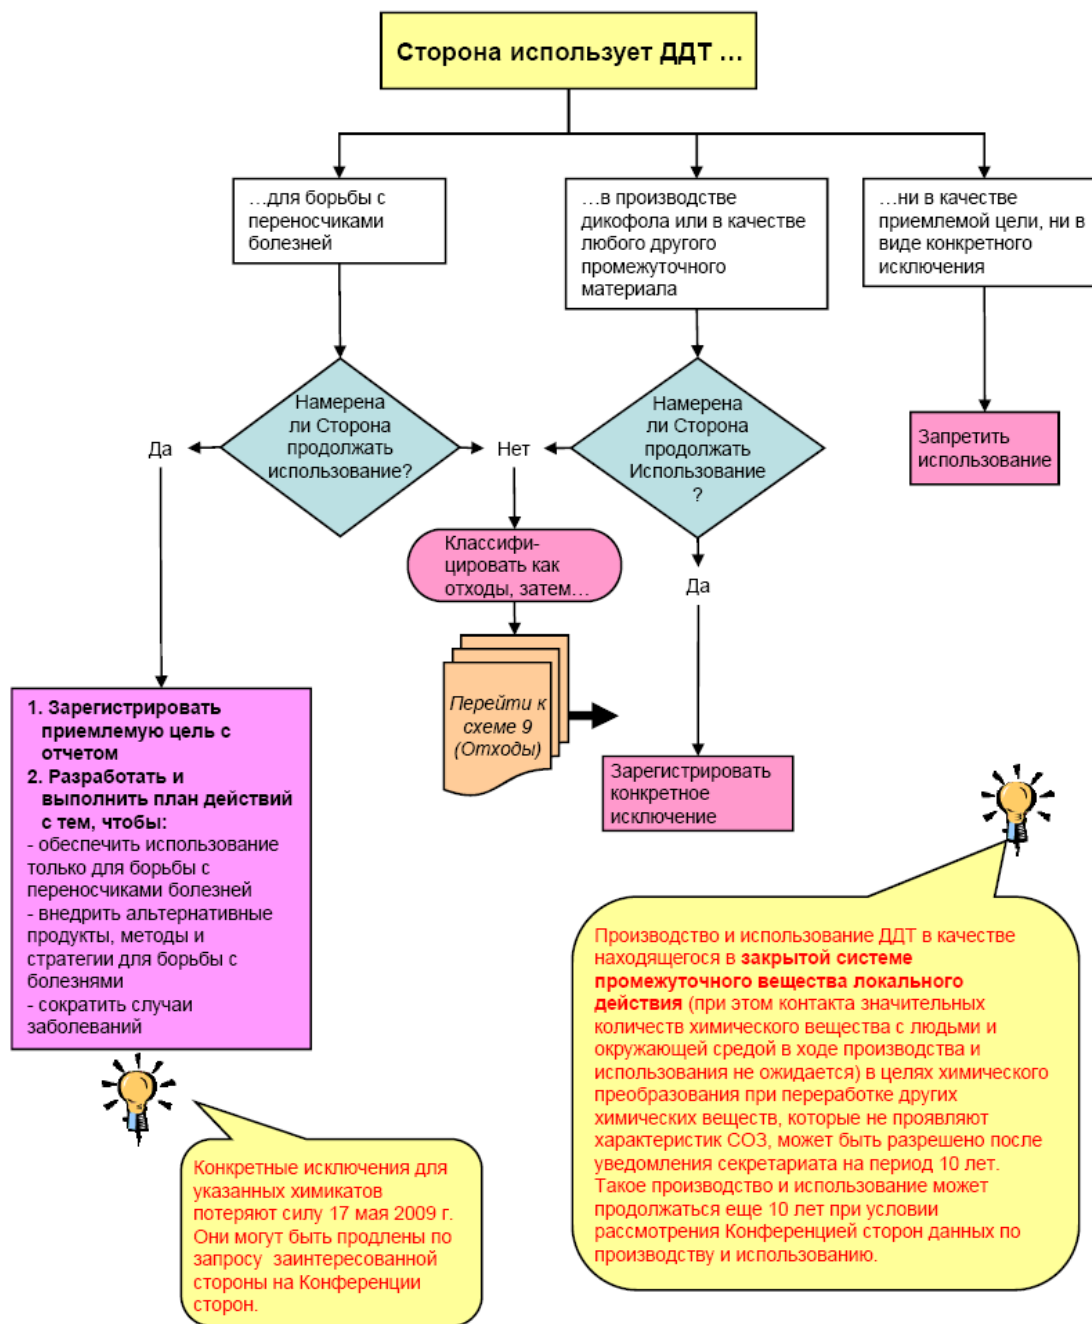 Сторона использует ДДТ ...
…для борьбы с
переносчиками
болезней
…в производстве
дикофола или в качестве
любого другого
промежуточного
материала
…ни в качестве
приемлемой цели, ни в
виде конкретного
исключения
Намерена
ли Сторона
продолжать
использование?
Намерена
ли Сторона
продолжать
Использование
?
Да
Нет
Запретить
использование
Классифи-
цировать как
отходы, затем…
Да
Перейти к
схеме 9
(Отходы)
1. Зарегистрировать
приемлемую цель с
отчетом
2. Разработать и
выполнить план действий
с тем, чтобы:
- обеспечить использование
только для борьбы с
переносчиками болезней
- внедрить альтернативные
продукты, методы и
стратегии для борьбы с
болезнями
- сократить случаи
заболеваний
Зарегистрировать
конкретное
исключение
Производство и использование ДДТ в качестве
находящегося в закрытой системе
промежуточного вещества локального
действия (при этом контакта значительных
количеств химического вещества с людьми и
окружающей средой в ходе производства и
использования не ожидается) в целях химического
преобразования при переработке других
химических веществ, которые не проявляют
характеристик СОЗ, может быть разрешено после
уведомления секретариата на период 10 лет.
Такое производство и использование может
продолжаться еще 10 лет при условии
рассмотрения Конференцией сторон данных по
производству и использованию.
Конкретные исключения для
указанных химикатов
потеряют силу 17 мая 2009 г.
Они могут быть продлены по
запросу заинтересованной
стороны на Конференции
сторон.